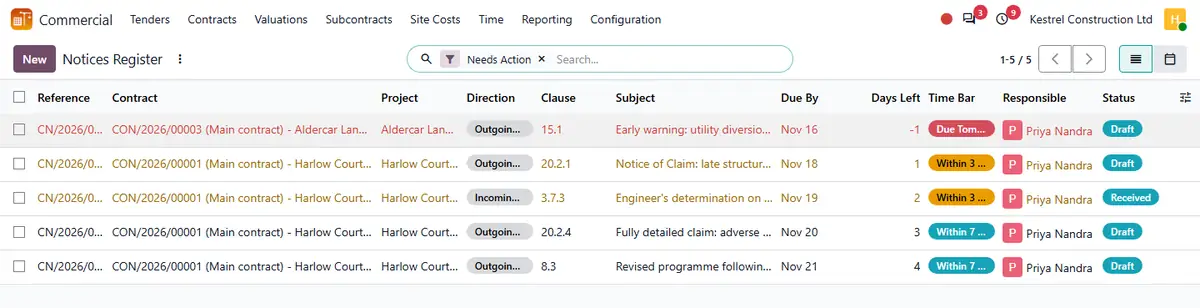 Commercial Tenders Contracts Valuations Subcontracts Site Costs Time Reporting Configuration 3 9 Kestrel Construction Ltd H
New Notices Register Needs Action × Search... 1-5 / 5
Reference Contract Project Direction Clause Subject Due By Days Left Time Bar Responsible Status
CN/2026/0... CON/2026/00003 (Main contract) - Aldercar Lan... Aldercar Lan... Outgoin... 15.1 Early warning: utility diversio... Nov 16 -1 Due Tom... P Priya Nandra Draft
CN/2026/0... CON/2026/00001 (Main contract) - Harlow Court... Harlow Court... Outgoin... 20.2.1 Notice of Claim: late structur... Nov 18 1 Within 3 ... P Priya Nandra Draft
CN/2026/0... CON/2026/00001 (Main contract) - Harlow Court... Harlow Court... Incomin... 3.7.3 Engineer's determination on ... Nov 19 2 Within 3 ... P Priya Nandra Received
CN/2026/0... CON/2026/00001 (Main contract) - Harlow Court... Harlow Court... Outgoin... 20.2.4 Fully detailed claim: adverse ... Nov 20 3 Within 7 ... P Priya Nandra Draft
CN/2026/0... CON/2026/00001 (Main contract) - Harlow Court... Harlow Court... Outgoin... 8.3 Revised programme followin... Nov 21 4 Within 7 ... P Priya Nandra Draft